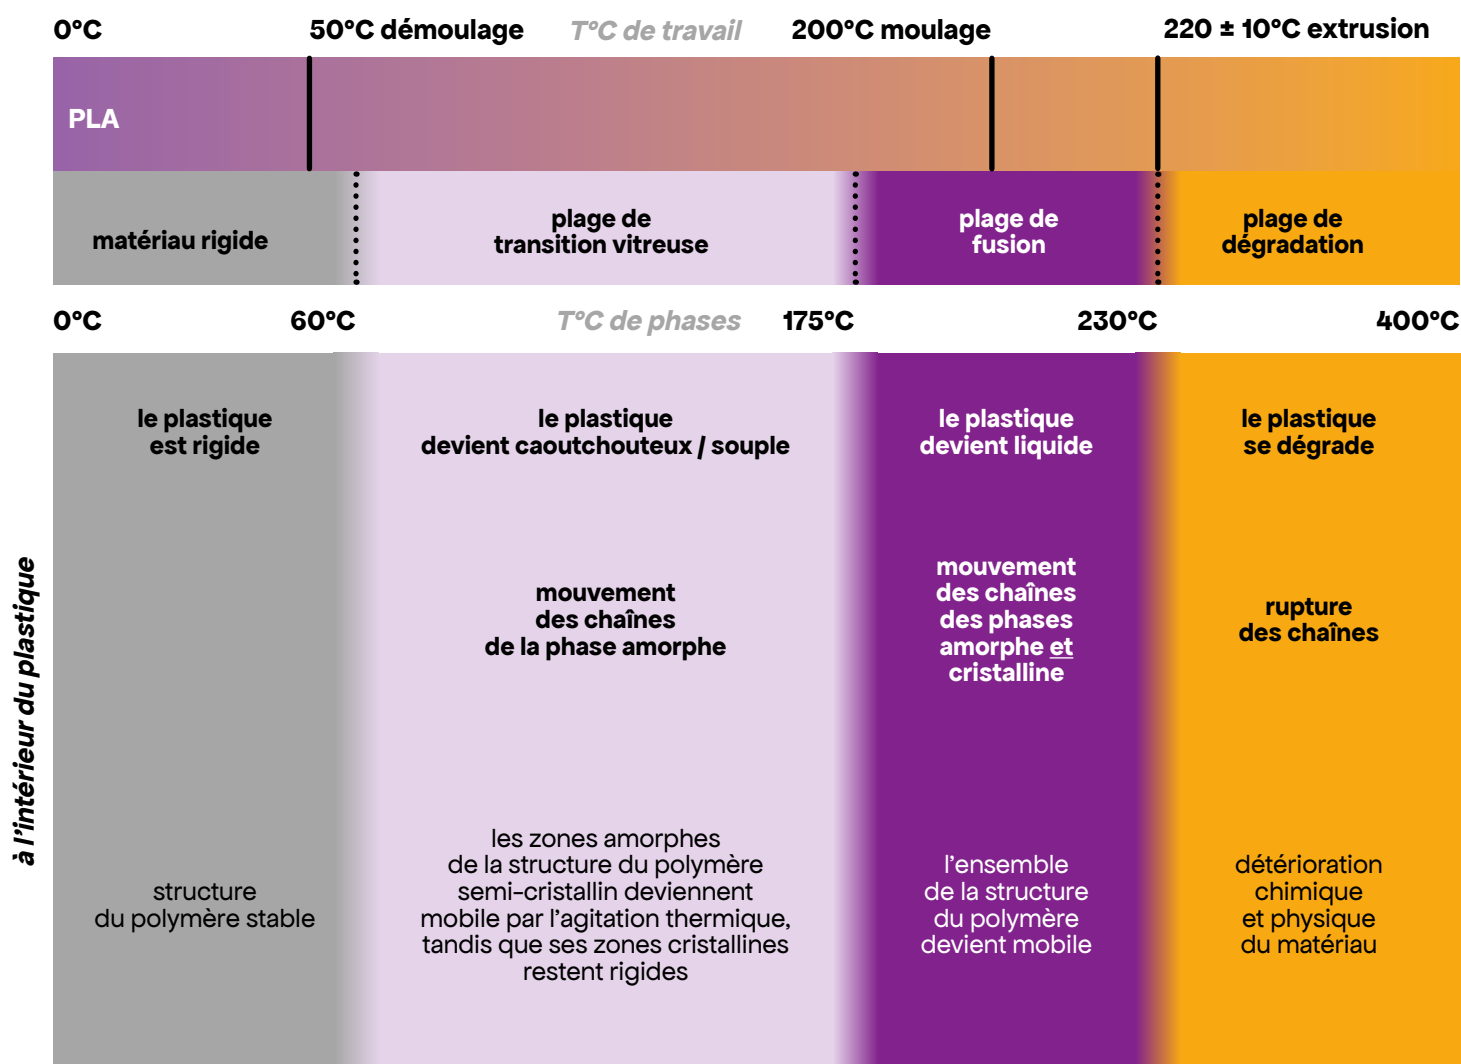 0°C
50°C démoulage
T°C de travail
200°C moulage
220 ± 10°C extrusion
PLA
matériau rigide
plage de
transition vitreuse
plage de
fusion
plage de
dégradation
0°C
60°C
T°C de phases
175°C
230°C
400°C
à l'intérieur du plastique
le plastique
est rigide
le plastique
devient caoutchouteux / souple
le plastique
devient liquide
le plastique
se dégrade
mouvement
des chaînes
de la phase amorphe
mouvement
des chaînes
des phases
amorphe et
cristalline
rupture
des chaînes
structure
du polymère stable
les zones amorphes
de la structure du polymère
semi-cristallin deviennent
mobile par l'agitation thermique,
tandis que ses zones cristallines
restent rigides
l'ensemble
de la structure
du polymère
devient mobile
détérioration
chimique
et physique
du matériau